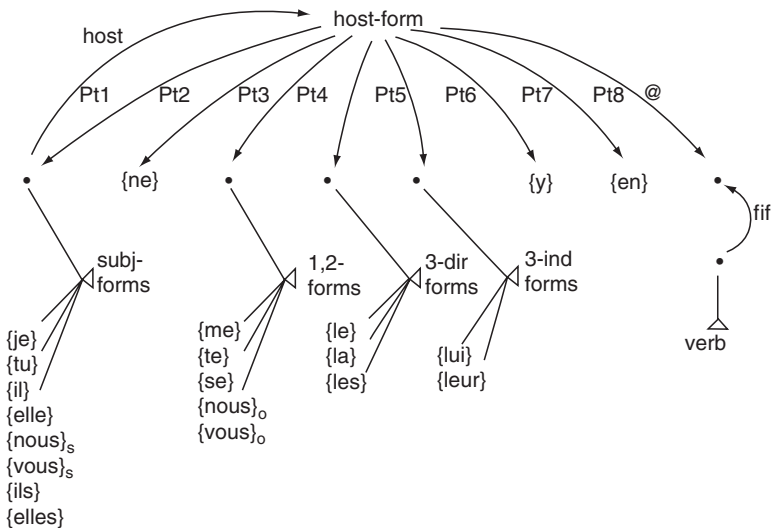 host-form
host
Pt1 Pt2 Pt3 Pt4 Pt5 Pt6 Pt7 Pt8 @
{ne} {y} {en}
fif
subj-
forms
1,2-
forms
3-dir
forms
3-ind
forms
verb
{je}
{tu}
{il}
{elle}
{nous}s
{vous}s
{ils}
{elles}
{me}
{te}
{se}
{nous}o
{vous}o
{le}
{la}
{les}
{lui}
{leur}